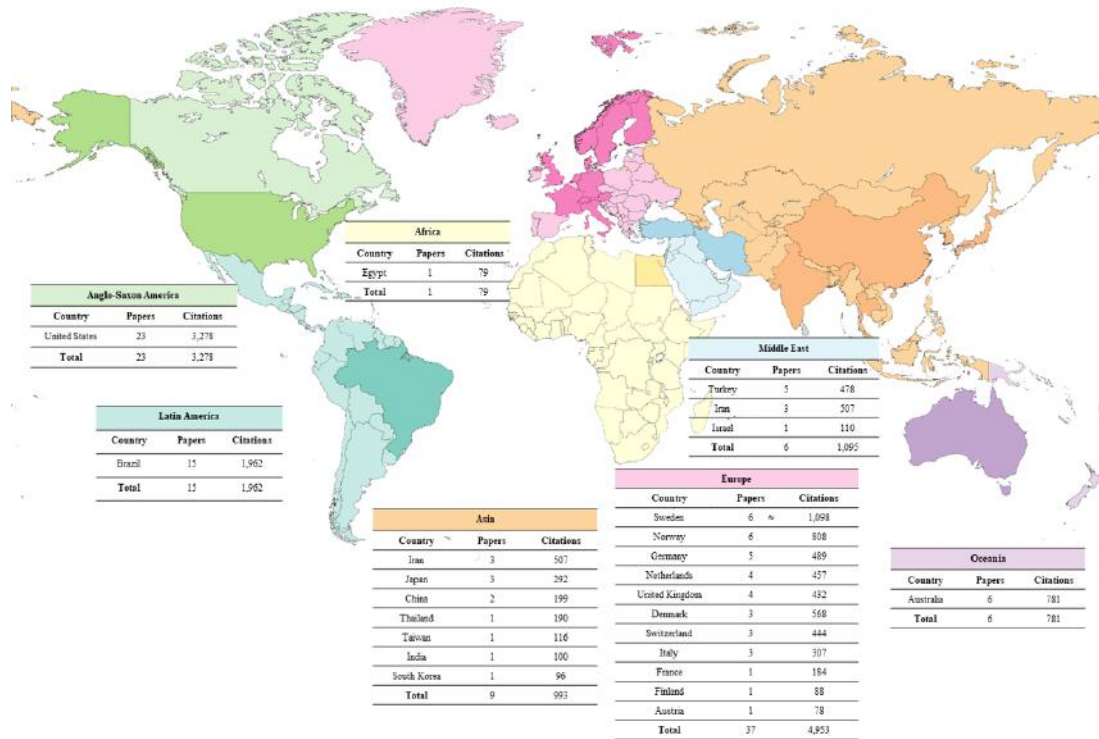 Africa
Country Papers Citations
Egypt 1 79
Total 1 79
Anglo-Saxon America
Country Papers Citations
United States 23 3,278
Total 23 3,278
Middle East
Country Papers Citations
Turkey 5 478
Iran 3 507
Israel 1 110
Total 6 1,095
Latin America
Country Papers Citations
Brazil 15 1,962
Total 15 1,962
Europe
Country Papers Citations
Sweden 6 1,098
Norway 6 808
Germany 5 489
Netherlands 4 457
United Kingdom 4 432
Denmark 3 568
Switzerland 3 444
Italy 3 307
France 1 184
Finland 1 88
Austria 1 78
Total 37 4,953
Asia
Country Papers Citations
Iran 3 507
Japan 3 292
China 2 199
Thailand 1 190
Taiwan 1 116
India 1 100
South Korea 1 96
Total 9 993
Oceania
Country Papers Citations
Australia 6 781
Total 6 781